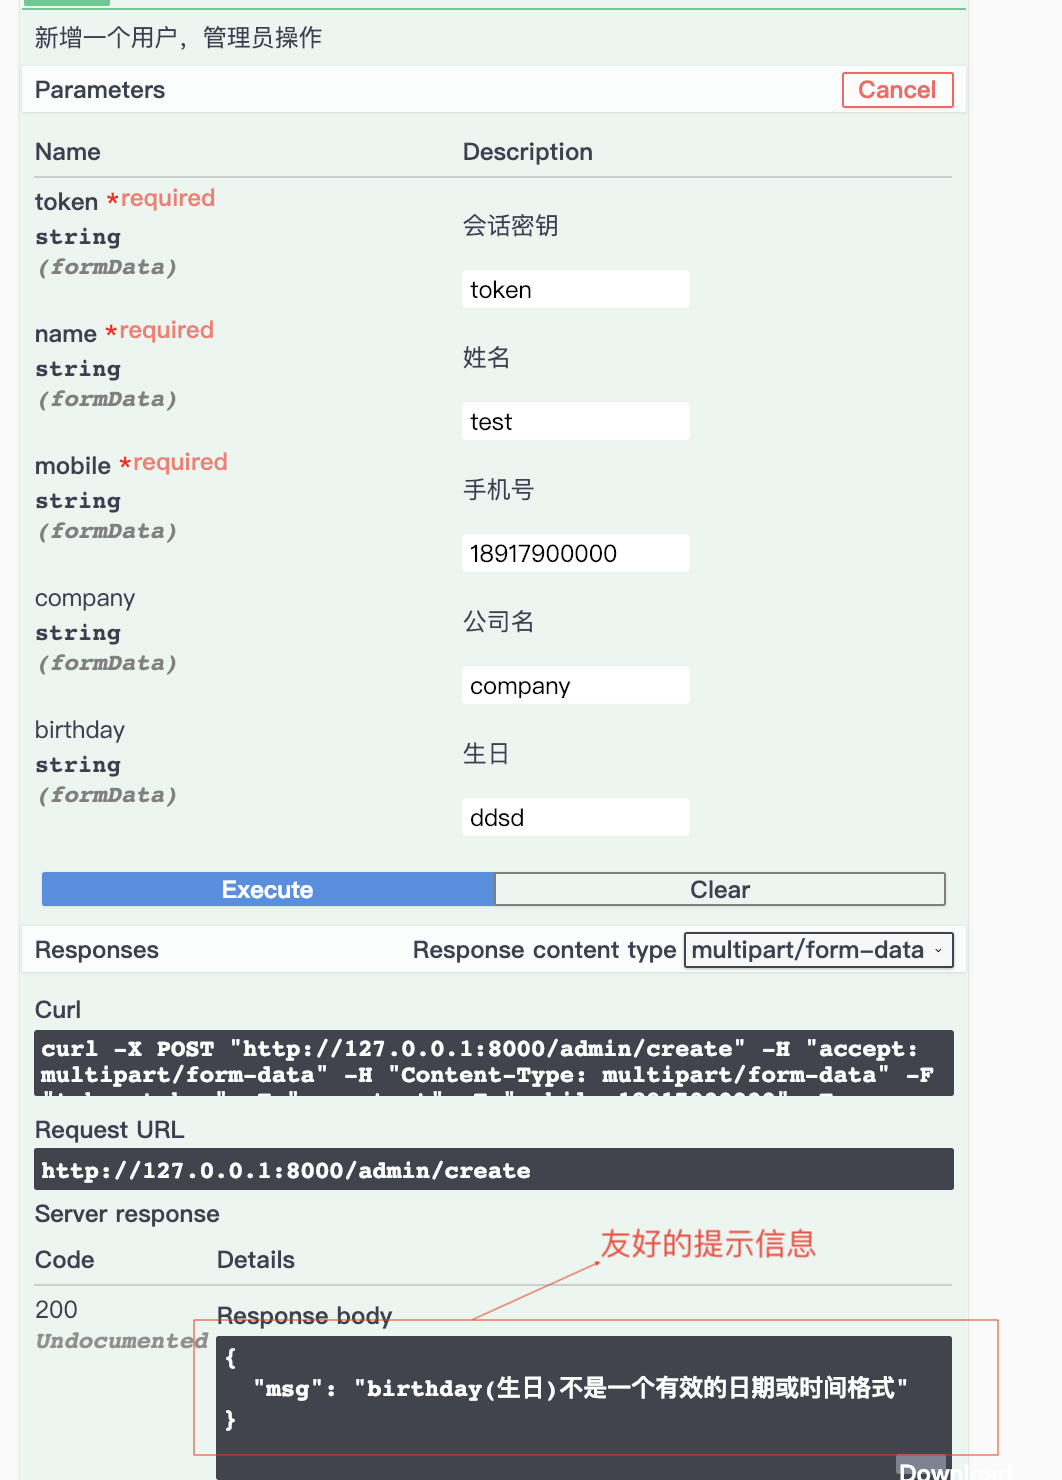 新增一个用户，管理员操作
Parameters
Cancel
Name Description
token *required
string
(formData)
会话密钥
token
name *required
string
(formData)
姓名
test
mobile *required
string
(formData)
手机号
18917900000
company
string
(formData)
公司名
company
birthday
string
(formData)
生日
ddsd
Execute Clear
Responses Response content type multipart/form-data
Curl
curl -X POST "http://127.0.0.1:8000/admin/create" -H "accept:
multipart/form-data" -H "Content-Type: multipart/form-data" -F
Request URL
http://127.0.0.1:8000/admin/create
Server response
友好的提示信息
Code Details
200
Undocumented
Response body
{
"msg": "birthday(生日)不是一个有效的日期或时间格式"
}
Download